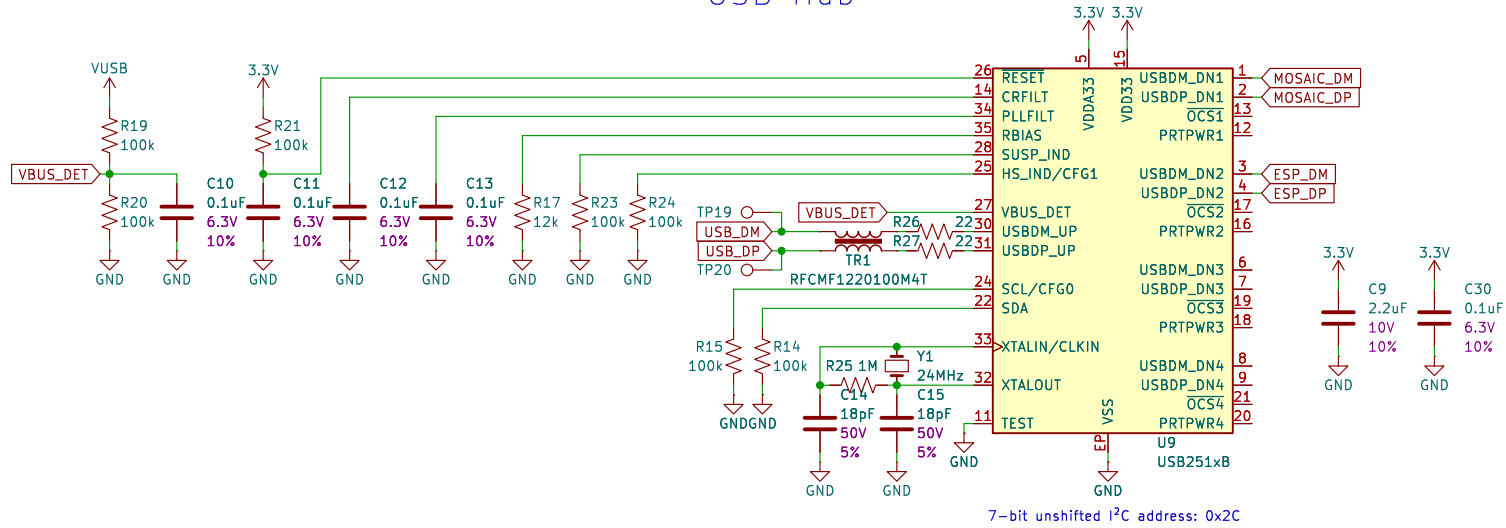 USB Hub
3.3V 3.3V
VUSB
3.3V
R19
100k
R21
100k
VBUS_DET
R20
100k
C10
0.1uF
6.3V
10%
C11
0.1uF
6.3V
10%
C12
0.1uF
6.3V
10%
C13
0.1uF
6.3V
10%
R17
12k
R23
100k
R24
100k
GND GND GND GND GND GND GND GND
TP19
VBUS_DET
USB_DM
USB_DP
TP20
R26 22
R27 22
TR1
RFCMF1220100M4T
R15
100k
R14
100k
GND GND
R25 1M
Y1
24MHz
C14
18pF
50V
5%
C15
18pF
50V
5%
GND GND
GND
5 VDDA33
15 VDD33
26 RESET
14 CRFILT
34 PLLFILT
35 RBIAS
28 SUSP_IND
25 HS_IND/CFG1
27 VBUS_DET
30 USBDM_UP
31 USBDP_UP
24 SCL/CFG0
22 SDA
33 XTALIN/CLKIN
32 XTALOUT
11 TEST
USBDM_DN1 1 MOSAIC_DM
USBDP_DN1 2 MOSAIC_DP
OCS1 13
PRTPWR1 12
USBDM_DN2 3 ESP_DM
USBDP_DN2 4 ESP_DP
OCS2 17
PRTPWR2 16
USBDM_DN3 6
USBDP_DN3 7
OCS3 19
PRTPWR3 18
USBDM_DN4 8
USBDP_DN4 9
OCS4 21
PRTPWR4 20
VSS
EP
GND
U9
USB251xB
3.3V
C9
2.2uF
10V
10%
GND
3.3V
C30
0.1uF
6.3V
10%
GND
7-bit unshifted I²C address: 0x2C